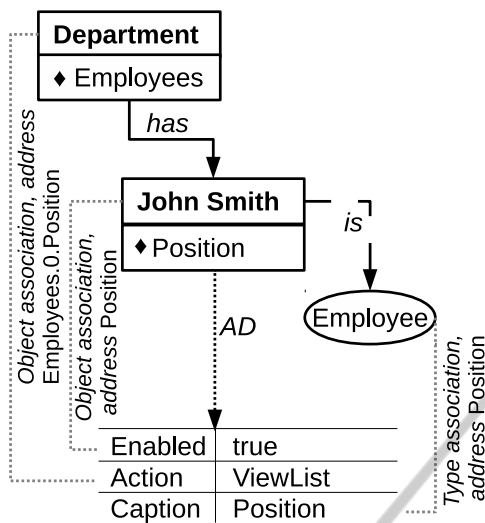 Department
♦ Employees
has
John Smith
♦ Position
is
Employee
AD
Object association, address
Employees.0.Position
Object association,
address Position
Type association,
address Position
Enabled true
Action ViewList
Caption Position